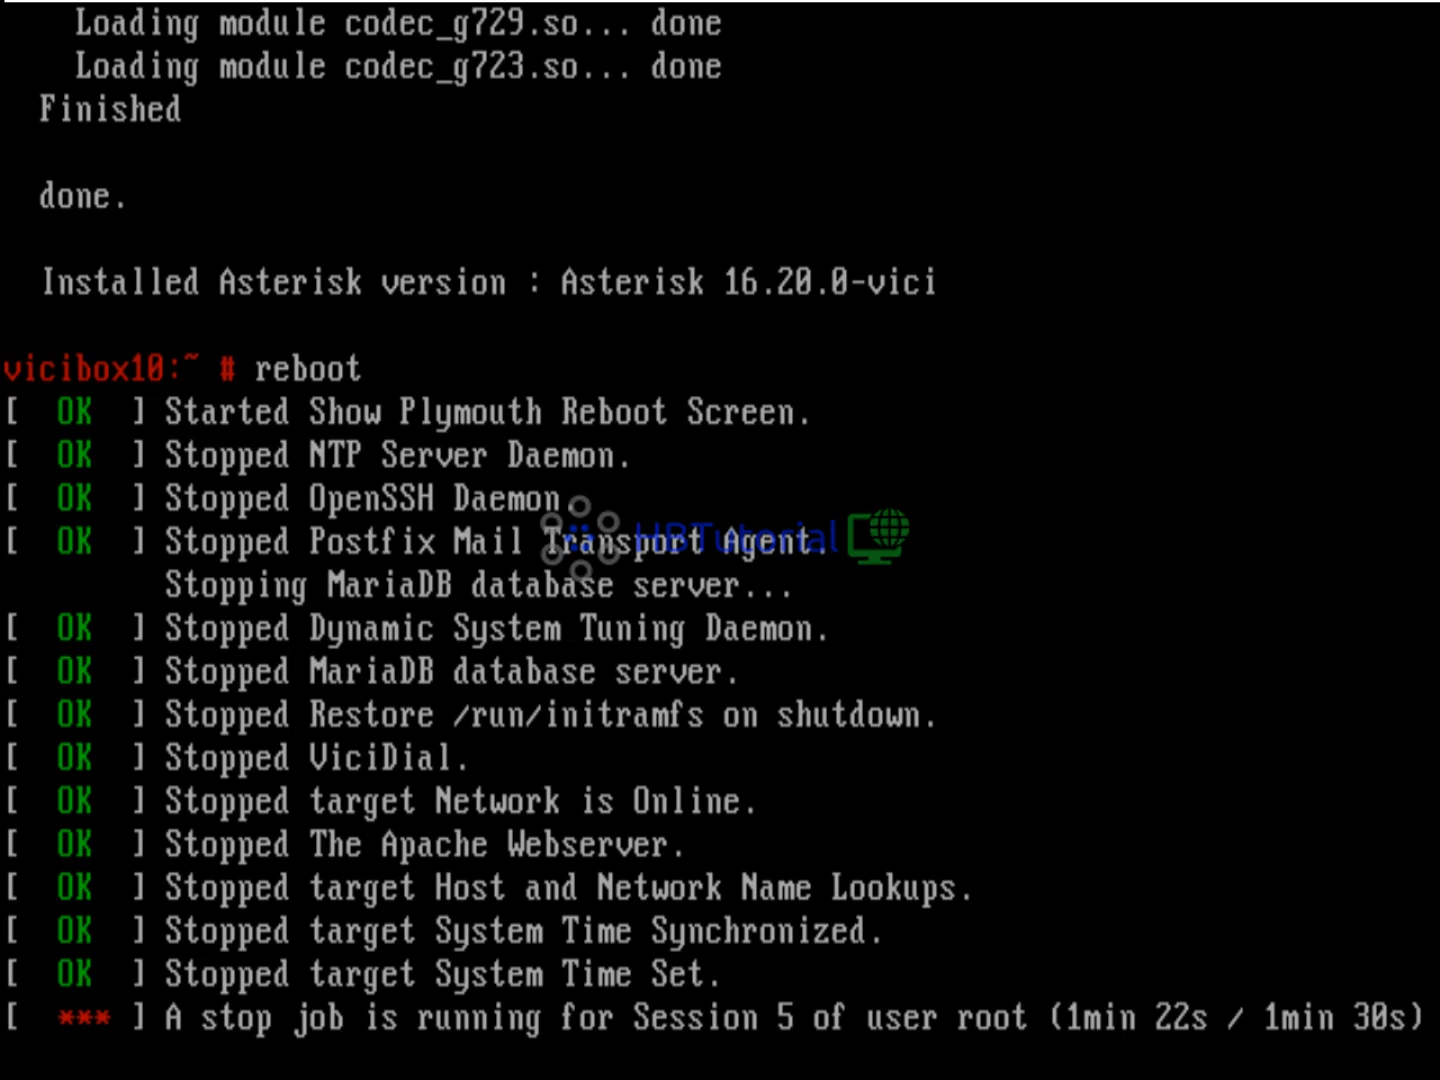 Loading module codec_g729.so... done
Loading module codec_g723.so... done
Finished
done.
Installed Asterisk version : Asterisk 16.20.0-vici
vicibox10:~ # reboot
[  OK  ] Started Show Plymouth Reboot Screen.
[  OK  ] Stopped NTP Server Daemon.
[  OK  ] Stopped OpenSSH Daemon.
[  OK  ] Stopped Postfix Mail Transport Agent.
HBTutorial
Stopping MariaDB database server...
[  OK  ] Stopped Dynamic System Tuning Daemon.
[  OK  ] Stopped MariaDB database server.
[  OK  ] Stopped Restore /run/initramfs on shutdown.
[  OK  ] Stopped ViciDial.
[  OK  ] Stopped target Network is Online.
[  OK  ] Stopped The Apache Webserver.
[  OK  ] Stopped target Host and Network Name Lookups.
[  OK  ] Stopped target System Time Synchronized.
[  OK  ] Stopped target System Time Set.
[  *** ] A stop job is running for Session 5 of user root (1min 22s / 1min 30s)